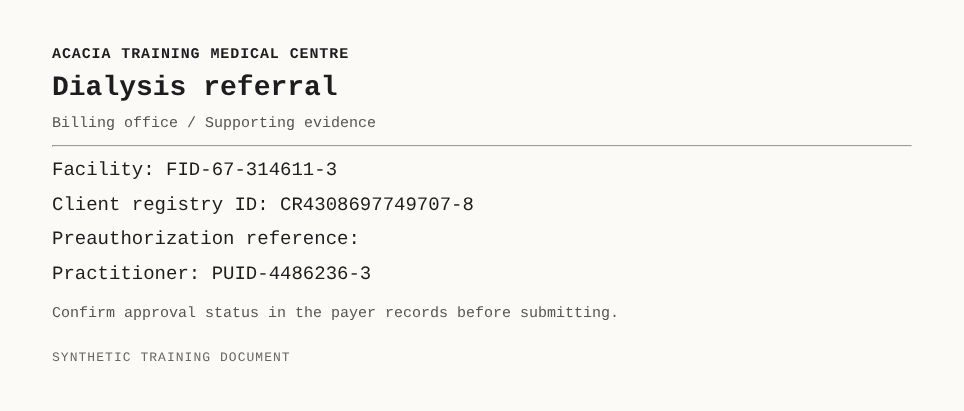 ACACIA TRAINING MEDICAL CENTRE
Dialysis referral
Billing office / Supporting evidence
Facility: FID-67-314611-3
Client registry ID: CR4308697749707-8
Preauthorization reference:
Practitioner: PUID-4486236-3
Confirm approval status in the payer records before submitting.
SYNTHETIC TRAINING DOCUMENT